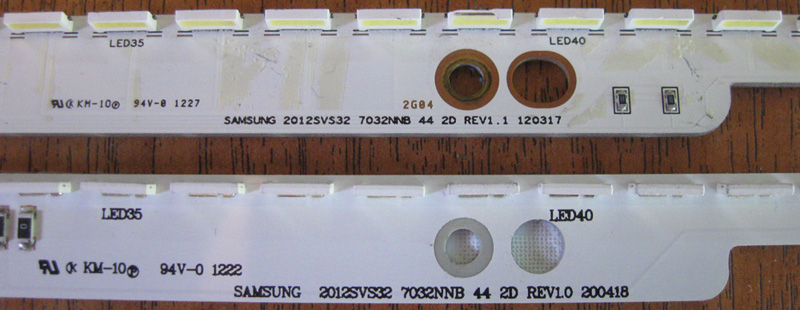 LED35 LED40
KM-10 94V-0 1227 2G04
SAMSUNG 2012SVS32 7032NNB 44 2D REV1.1 120317
LED35 LED40
0
KM-10 94V-0 1222
SAMSUNG 2012SVS32 7032NNB 44 2D REV1.0 200418